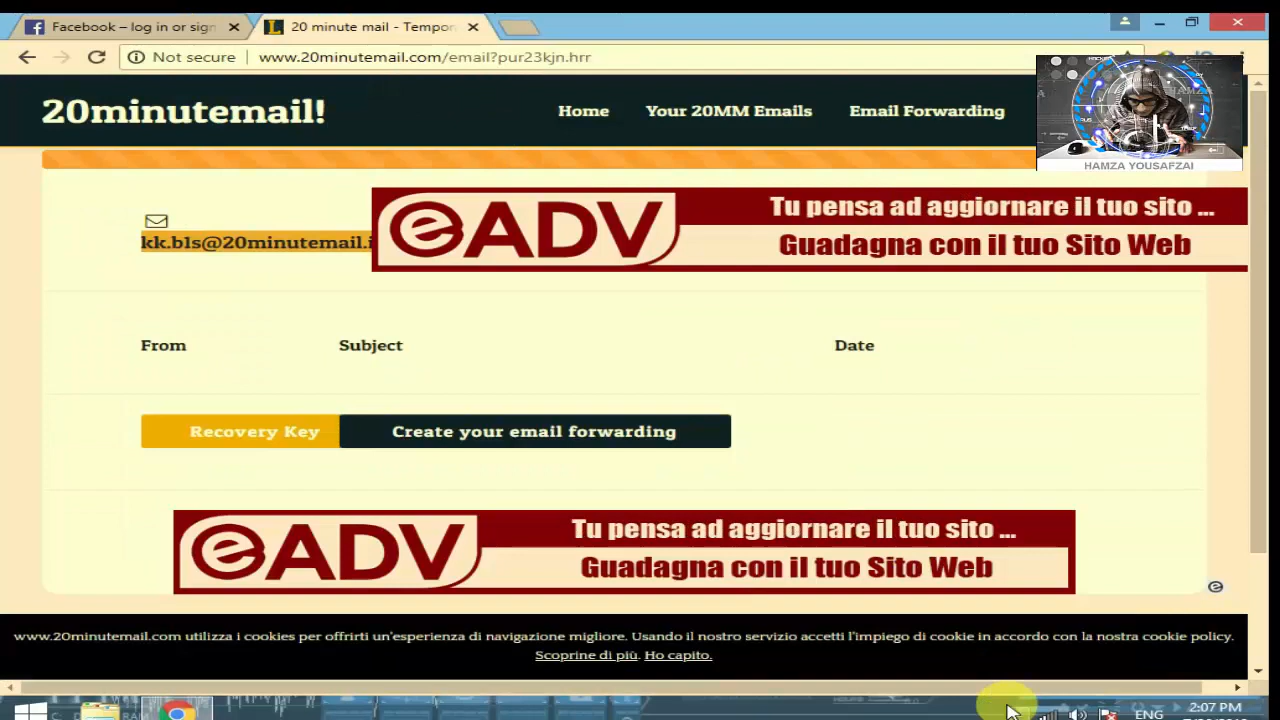 Facebook – log in or sign
20 minute mail - Tempor
Not secure
www.20minutemail.com/email?pur23kjn.hrr
20minutemail!
Home
Your 20MM Emails
Email Forwarding
HAMZA YOUSAFZAI
kk.b1s@20minutemail.i
eADV
Tu pensa ad aggiornare il tuo sito ...
Guadagna con il tuo Sito Web
From
Subject
Date
Recovery Key
Create your email forwarding
eADV
Tu pensa ad aggiornare il tuo sito ...
Guadagna con il tuo Sito Web
www.20minutemail.com utilizza i cookies per offrirti un'esperienza di navigazione migliore. Usando il nostro servizio accetti l'impiego di cookie in accordo con la nostra cookie policy.
Scoprine di più. Ho capito.
ENG
2:07 PM